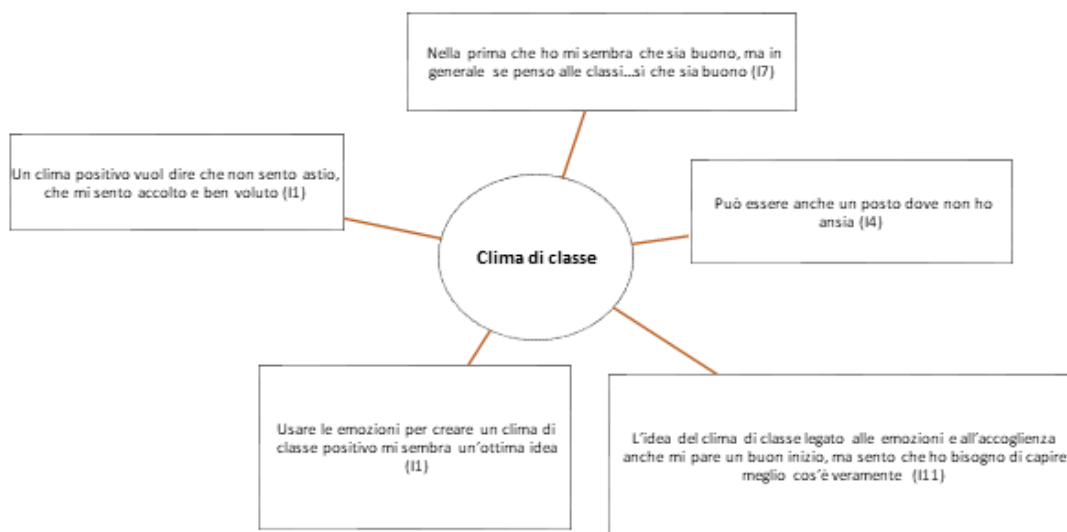 Nella prima che ho mi sembra che sia buono, ma in
generale se penso alle classi...si che sia buono (I7)
Un clima positivo vuol dire che non sento astio,
che mi sento accolto e ben voluto (I1)
Può essere anche un posto dove non ho
ansia (I4)
Clima di classe
Usare le emozioni per creare un clima di
classe positivo mi sembra un'ottima idea
(I1)
L'idea del clima di classe legato alle emozioni e all'accoglienza
anche mi pare un buon inizio, ma sento che ho bisogno di capire
meglio cos'è veramente (I11)